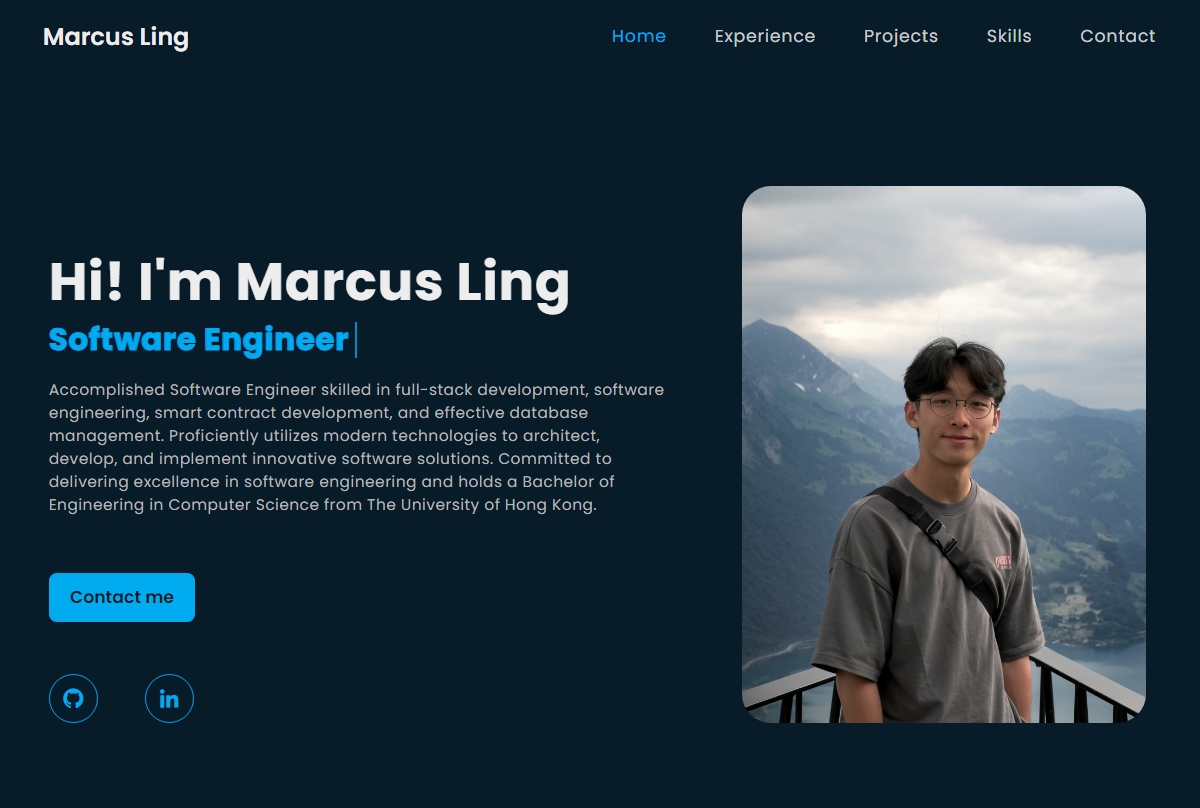 Marcus Ling
Home Experience Projects Skills Contact
Hi! I'm Marcus Ling
Software Engineer
Accomplished Software Engineer skilled in full-stack development, software
engineering, smart contract development, and effective database
management. Proficiently utilizes modern technologies to architect,
develop, and implement innovative software solutions. Committed to
delivering excellence in software engineering and holds a Bachelor of
Engineering in Computer Science from The University of Hong Kong.
Contact me
in